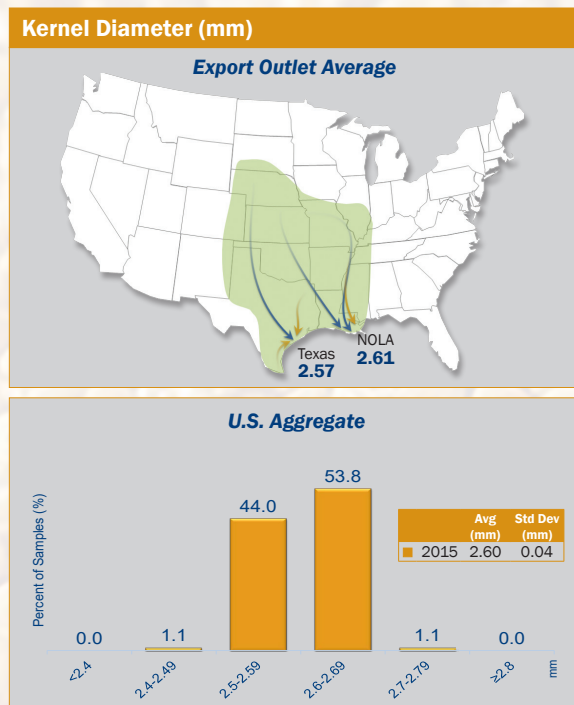 Kernel Diameter (mm)
Export Outlet Average
Texas
2.57
NOLA
2.61
U.S. Aggregate
Percent of Samples (%)
0.0
1.1
44.0
53.8
1.1
0.0
Avg (mm) Std Dev (mm)
2015 2.60 0.04
<2.4 2.4-2.49 2.5-2.59 2.6-2.69 2.7-2.79 ≥2.8 mm